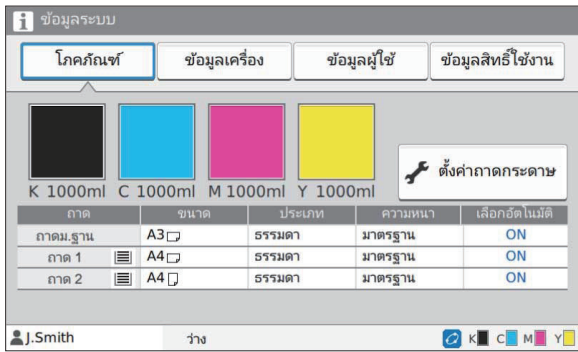 ข้อมูลระบบ
โภคภัณฑ์ ข้อมูลเครื่อง ข้อมูลผู้ใช้ ข้อมูลสิทธิ์ใช้งาน
K 1000ml C 1000ml M 1000ml Y 1000ml
ตั้งค่าถาดกระดาษ
ถาด ขนาด ประเภท ความหนา เลือกอัตโนมัติ
ถาดม.ฐาน A3 ธรรมดา มาตรฐาน ON
ถาด 1 A4 ธรรมดา มาตรฐาน ON
ถาด 2 A4 ธรรมดา มาตรฐาน ON
J.Smith ว่าง K C M Y